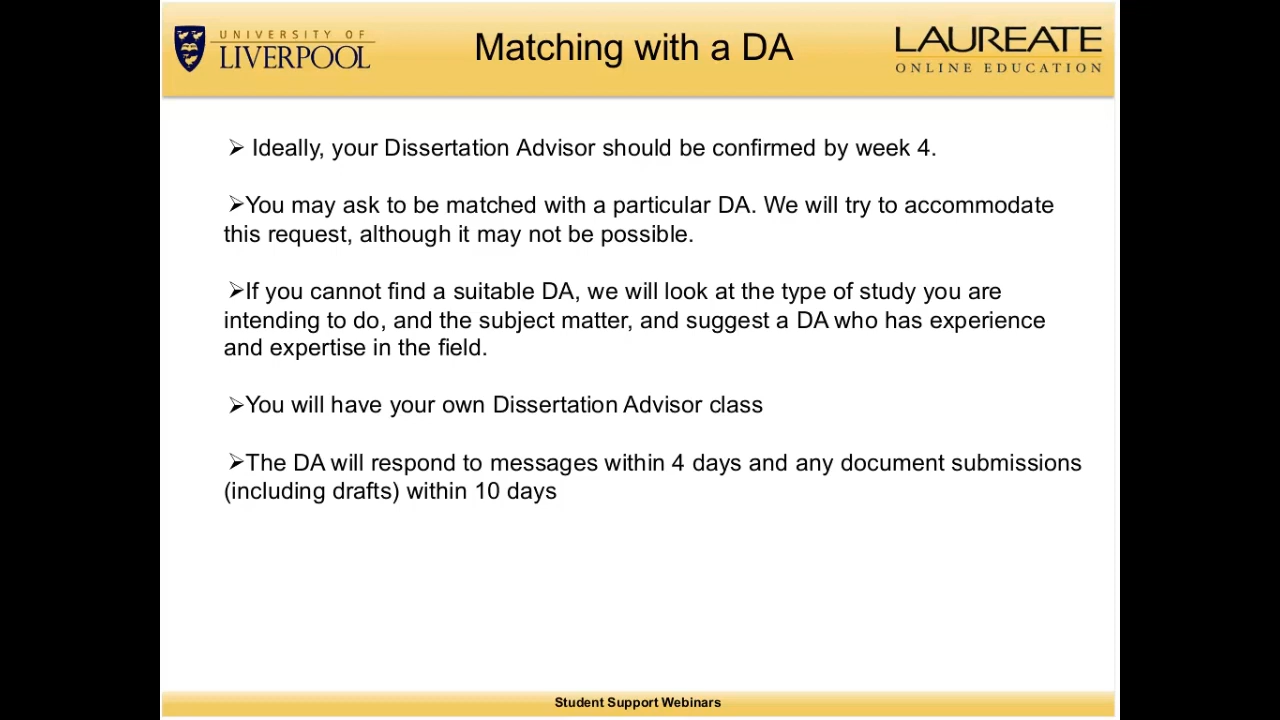 UNIVERSITY OF
LIVERPOOL
Matching with a DA
LAUREATE
ONLINE EDUCATION
➢ Ideally, your Dissertation Advisor should be confirmed by week 4.
➢You may ask to be matched with a particular DA. We will try to accommodate
this request, although it may not be possible.
➢If you cannot find a suitable DA, we will look at the type of study you are
intending to do, and the subject matter, and suggest a DA who has experience
and expertise in the field.
➢You will have your own Dissertation Advisor class
➢The DA will respond to messages within 4 days and any document submissions
(including drafts) within 10 days
Student Support Webinars